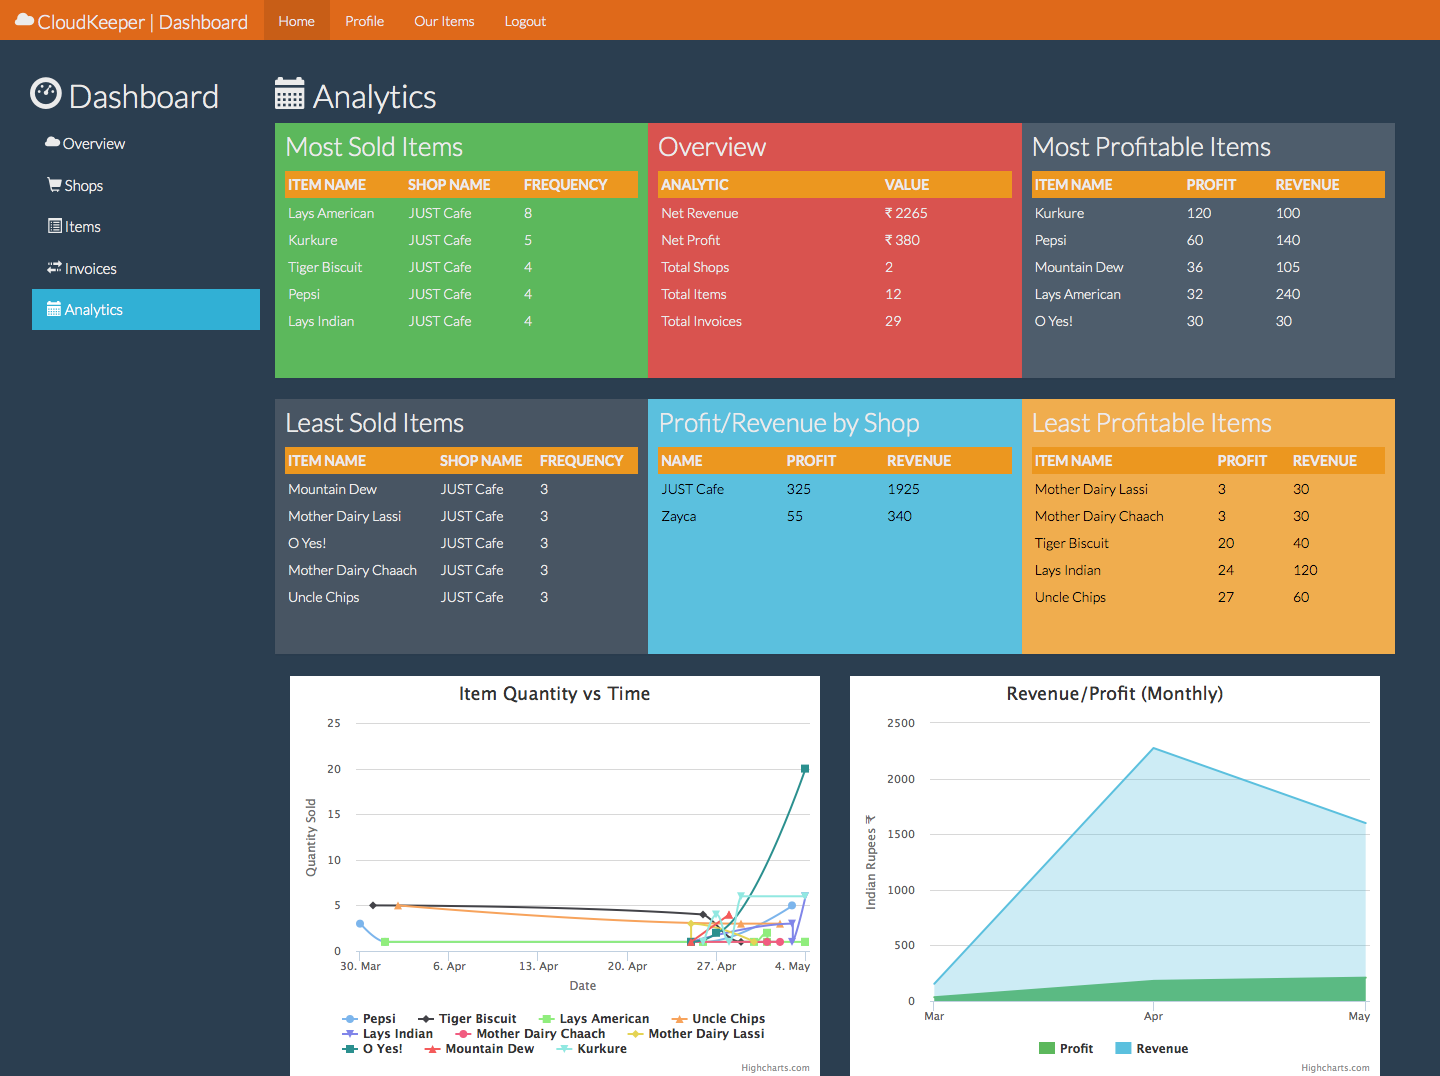 CloudKeeper | Dashboard Home Profile Our Items Logout
Dashboard
Overview
Shops
Items
Invoices
Analytics
Analytics
Most Sold Items
ITEM NAME SHOP NAME FREQUENCY
Lays American JUST Cafe 8
Kurkure JUST Cafe 5
Tiger Biscuit JUST Cafe 4
Pepsi JUST Cafe 4
Lays Indian JUST Cafe 4
Overview
ANALYTIC VALUE
Net Revenue ₹ 2265
Net Profit ₹ 380
Total Shops 2
Total Items 12
Total Invoices 29
Most Profitable Items
ITEM NAME PROFIT REVENUE
Kurkure 120 100
Pepsi 60 140
Mountain Dew 36 105
Lays American 32 240
O Yes! 30 30
Least Sold Items
ITEM NAME SHOP NAME FREQUENCY
Mountain Dew JUST Cafe 3
Mother Dairy Lassi JUST Cafe 3
O Yes! JUST Cafe 3
Mother Dairy Chaach JUST Cafe 3
Uncle Chips JUST Cafe 3
Profit/Revenue by Shop
NAME PROFIT REVENUE
JUST Cafe 325 1925
Zayca 55 340
Least Profitable Items
ITEM NAME PROFIT REVENUE
Mother Dairy Lassi 3 30
Mother Dairy Chaach 3 30
Tiger Biscuit 20 40
Lays Indian 24 120
Uncle Chips 27 60
Item Quantity vs Time
Quantity Sold
25
20
15
10
5
0
30. Mar 6. Apr 13. Apr 20. Apr 27. Apr 4. May
Date
Pepsi Tiger Biscuit Lays American Uncle Chips
Lays Indian Mother Dairy Chaach Mother Dairy Lassi
O Yes! Mountain Dew Kurkure
Highcharts.com
Revenue/Profit (Monthly)
Indian Rupees ₹
2500
2000
1500
1000
500
0
Mar Apr May
Profit Revenue
Highcharts.com